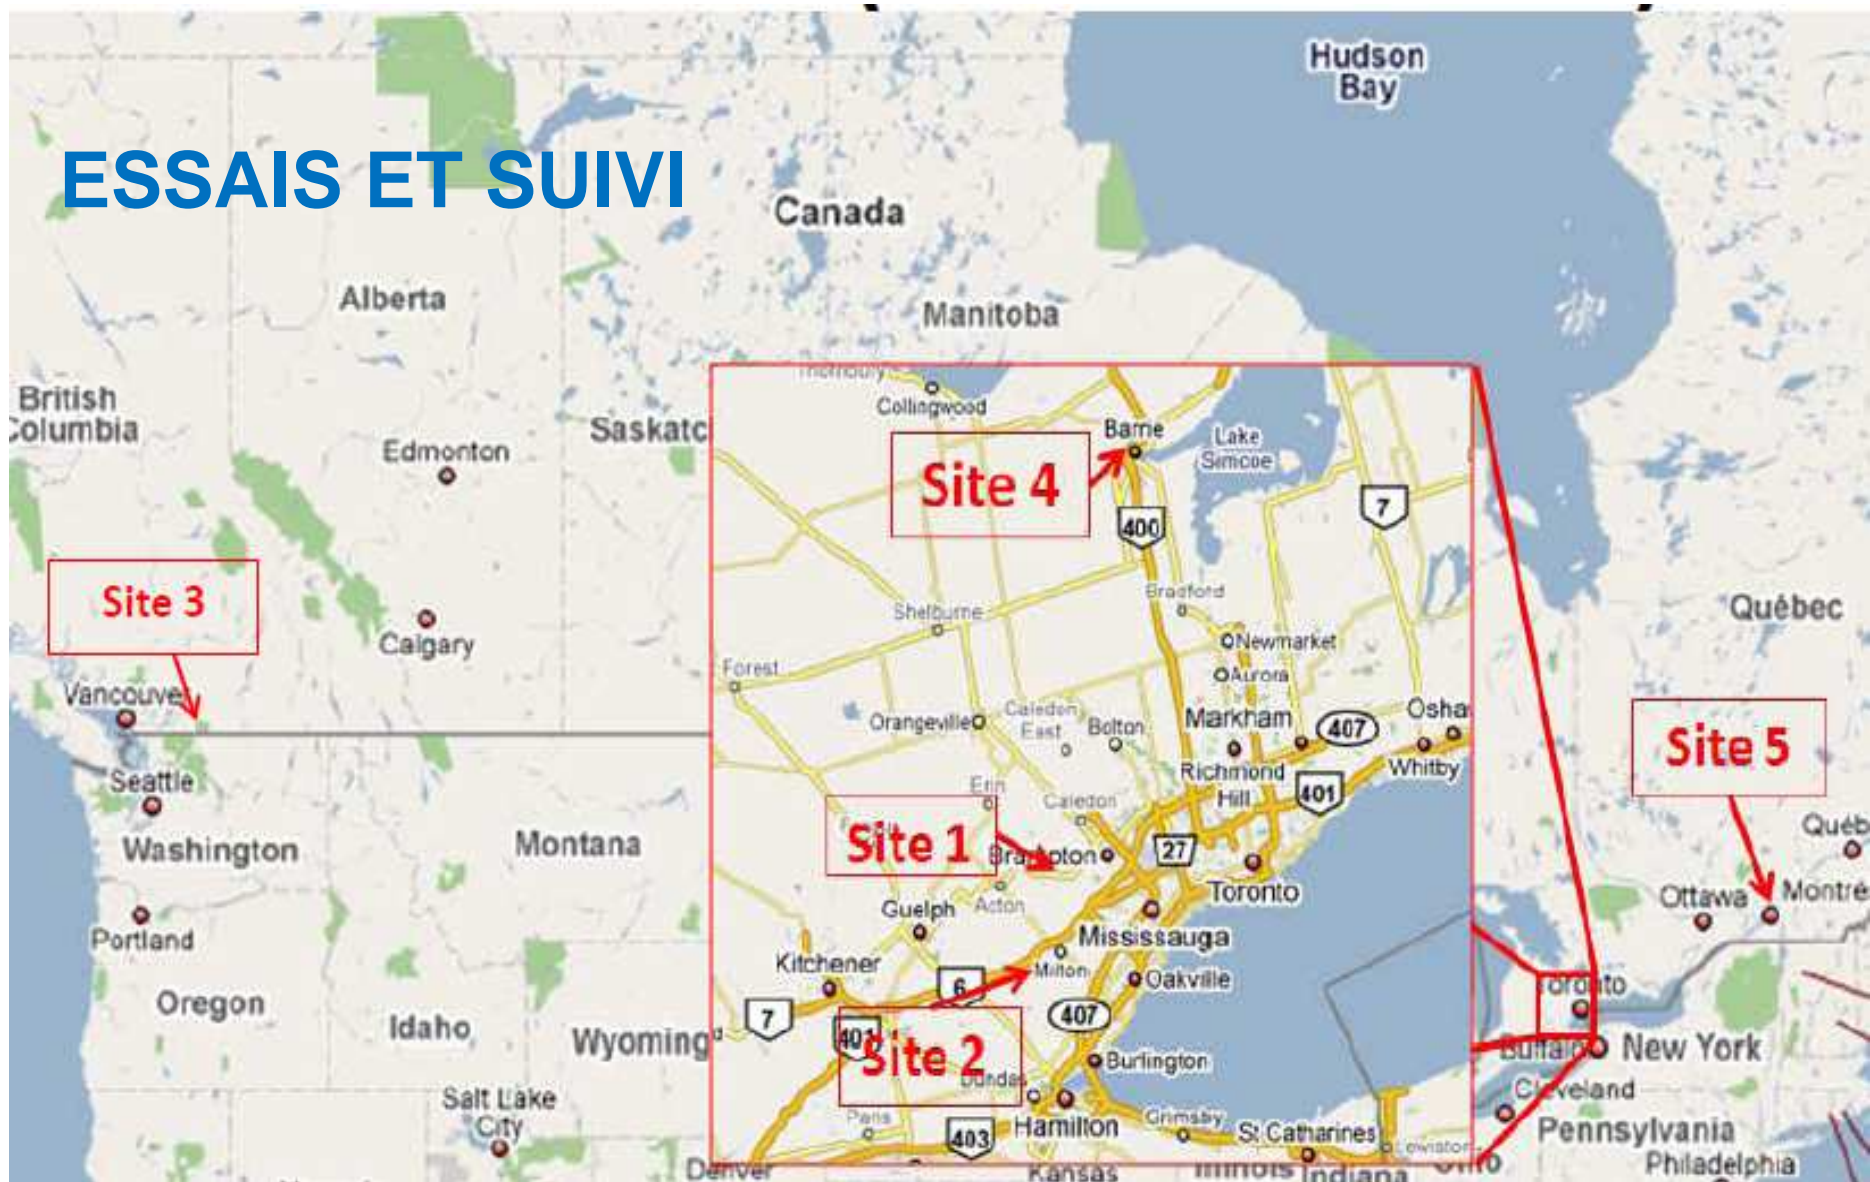 Hudson
Bay
ESSAIS ET SUIVI
Canada
Alberta
Manitoba
British
Columbia
Saskatc
Edmonton
Calgary
Site 3
Vancouver
Seattle
Washington
Montana
Portland
Oregon
Idaho
Wyoming
Salt Lake
City
Denver
Kansas
Illinois
Indiana
Ohio
Collingwood
Barrie
Lake
Simcoe
Site 4
400
7
Bradford
Shelburne
Newmarket
Aurora
Forest
Orangeville
Caledon
East
Bolton
Markham
407
Osha
Richmond
Hill
Whitby
401
Erin
Caledon
Site 1
Brampton
27
Toronto
Acton
Guelph
Mississauga
Kitchener
Milton
Oakville
6
7
407
401
Site 2
Burlington
Dundas
Hamilton
Paris
403
Grimsby
St Catharines
Lewiston
Québec
Site 5
Québ
Ottawa
Montré
Toronto
Buffalo
New York
Cleveland
Pennsylvania
Philadelphia